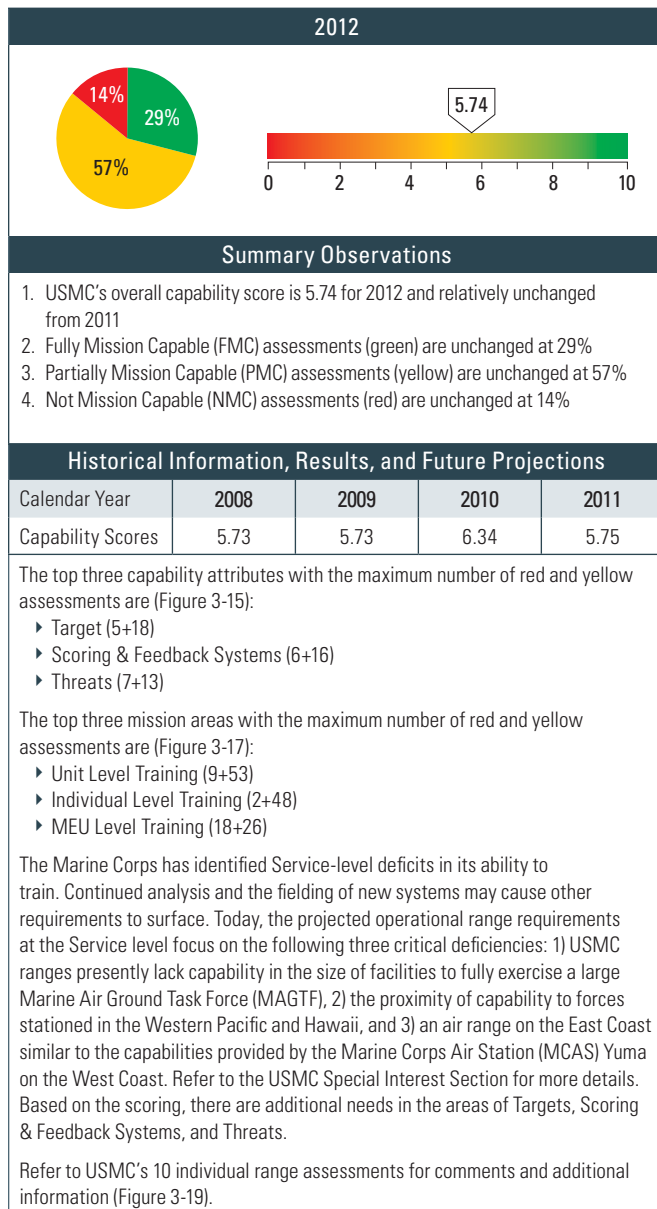 2012
14%
29%
57%
5.74
0 2 4 6 8 10
Summary Observations
1. USMC's overall capability score is 5.74 for 2012 and relatively unchanged
from 2011
2. Fully Mission Capable (FMC) assessments (green) are unchanged at 29%
3. Partially Mission Capable (PMC) assessments (yellow) are unchanged at 57%
4. Not Mission Capable (NMC) assessments (red) are unchanged at 14%
Historical Information, Results, and Future Projections
Calendar Year 2008 2009 2010 2011
Capability Scores 5.73 5.73 6.34 5.75
The top three capability attributes with the maximum number of red and yellow
assessments are (Figure 3-15):
‣ Target (5+18)
‣ Scoring & Feedback Systems (6+16)
‣ Threats (7+13)
The top three mission areas with the maximum number of red and yellow
assessments are (Figure 3-17):
‣ Unit Level Training (9+53)
‣ Individual Level Training (2+48)
‣ MEU Level Training (18+26)
The Marine Corps has identified Service-level deficits in its ability to
train. Continued analysis and the fielding of new systems may cause other
requirements to surface. Today, the projected operational range requirements
at the Service level focus on the following three critical deficiencies: 1) USMC
ranges presently lack capability in the size of facilities to fully exercise a large
Marine Air Ground Task Force (MAGTF), 2) the proximity of capability to forces
stationed in the Western Pacific and Hawaii, and 3) an air range on the East Coast
similar to the capabilities provided by the Marine Corps Air Station (MCAS) Yuma
on the West Coast. Refer to the USMC Special Interest Section for more details.
Based on the scoring, there are additional needs in the areas of Targets, Scoring
& Feedback Systems, and Threats.
Refer to USMC's 10 individual range assessments for comments and additional
information (Figure 3-19).